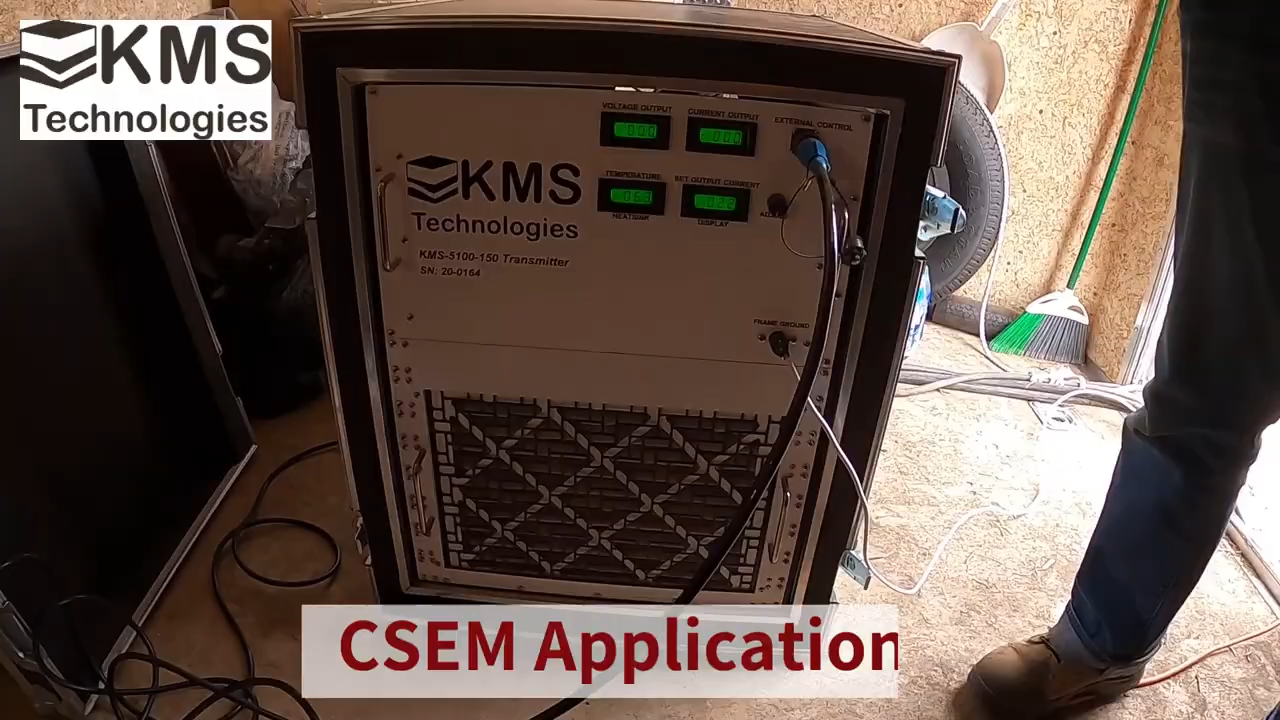 KMS
Technologies
VOLTAGE OUTPUT
CURRENT OUTPUT
EXTERNAL CONTROL
TEMPERATURE
SET OUTPUT CURRENT
HEATSINK
DISPLAY
KMS
Technologies
KMS-5100-150 Transmitter
SN: 20-0164
FRAME GROUND
CSEM Application